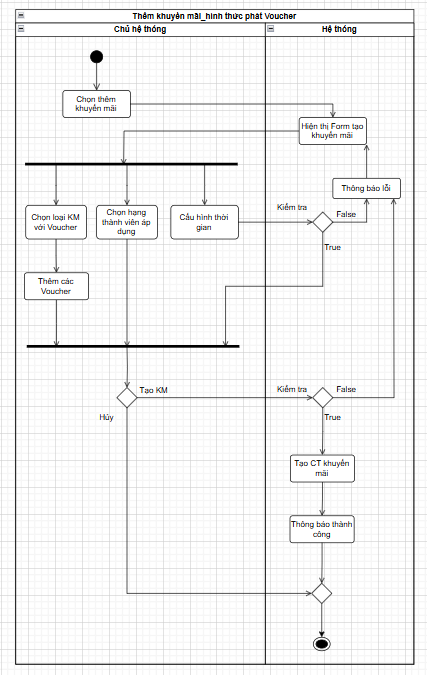 Thêm khuyến mãi_hình thức phát Voucher
Chủ hệ thống
Hệ thống
Chọn thêm
khuyến mãi
Hiện thị Form tạo
khuyến mãi
Thông báo lỗi
Chọn loại KM
với Voucher
Chọn hạng
thành viên áp
dụng
Cấu hình thời
gian
Kiểm tra
False
True
Thêm các
Voucher
Tạo KM
Kiểm tra
False
Hủy
True
Tạo CT khuyến
mãi
Thông báo thành
công